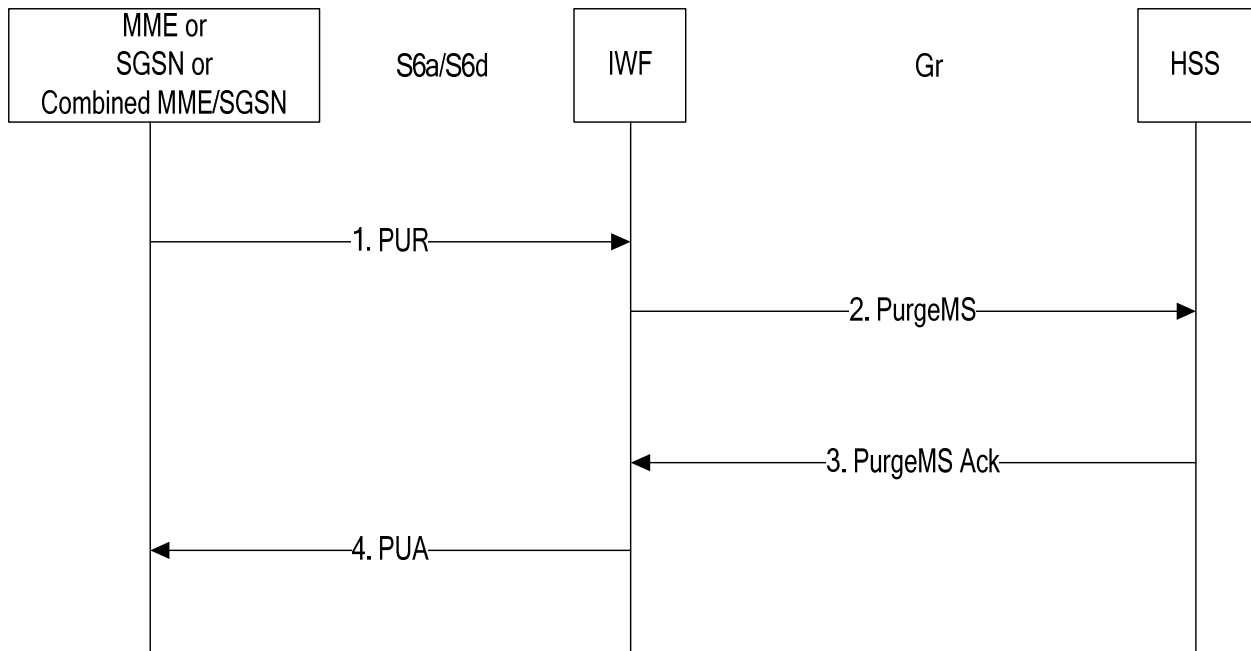 MME or
SGSN or
Combined MME/SGSN
S6a/S6d
IWF
Gr
HSS
1. PUR
2. PurgeMS
3. PurgeMS Ack
4. PUA